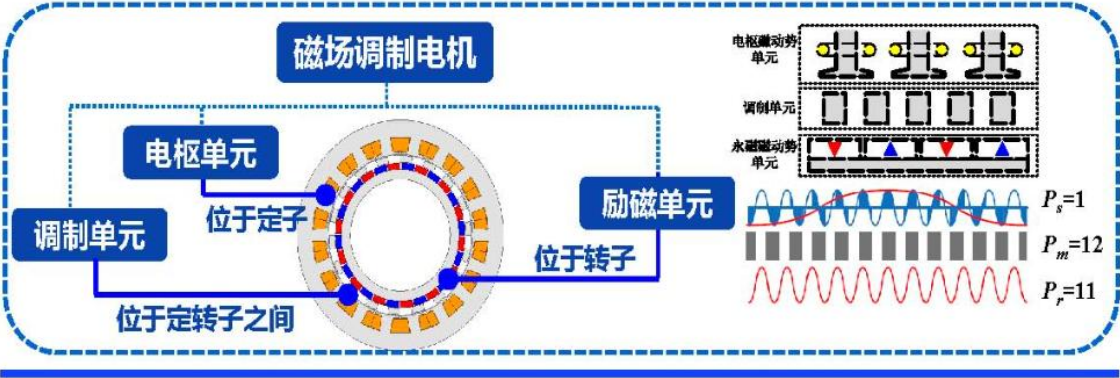 磁场调制电机
电枢单元
位于定子
调制单元
位于定转子之间
励磁单元
位于转子
电枢磁动势
单元
调制单元
永磁磁动势
单元
Ps=1
Pm=12
Pr=11